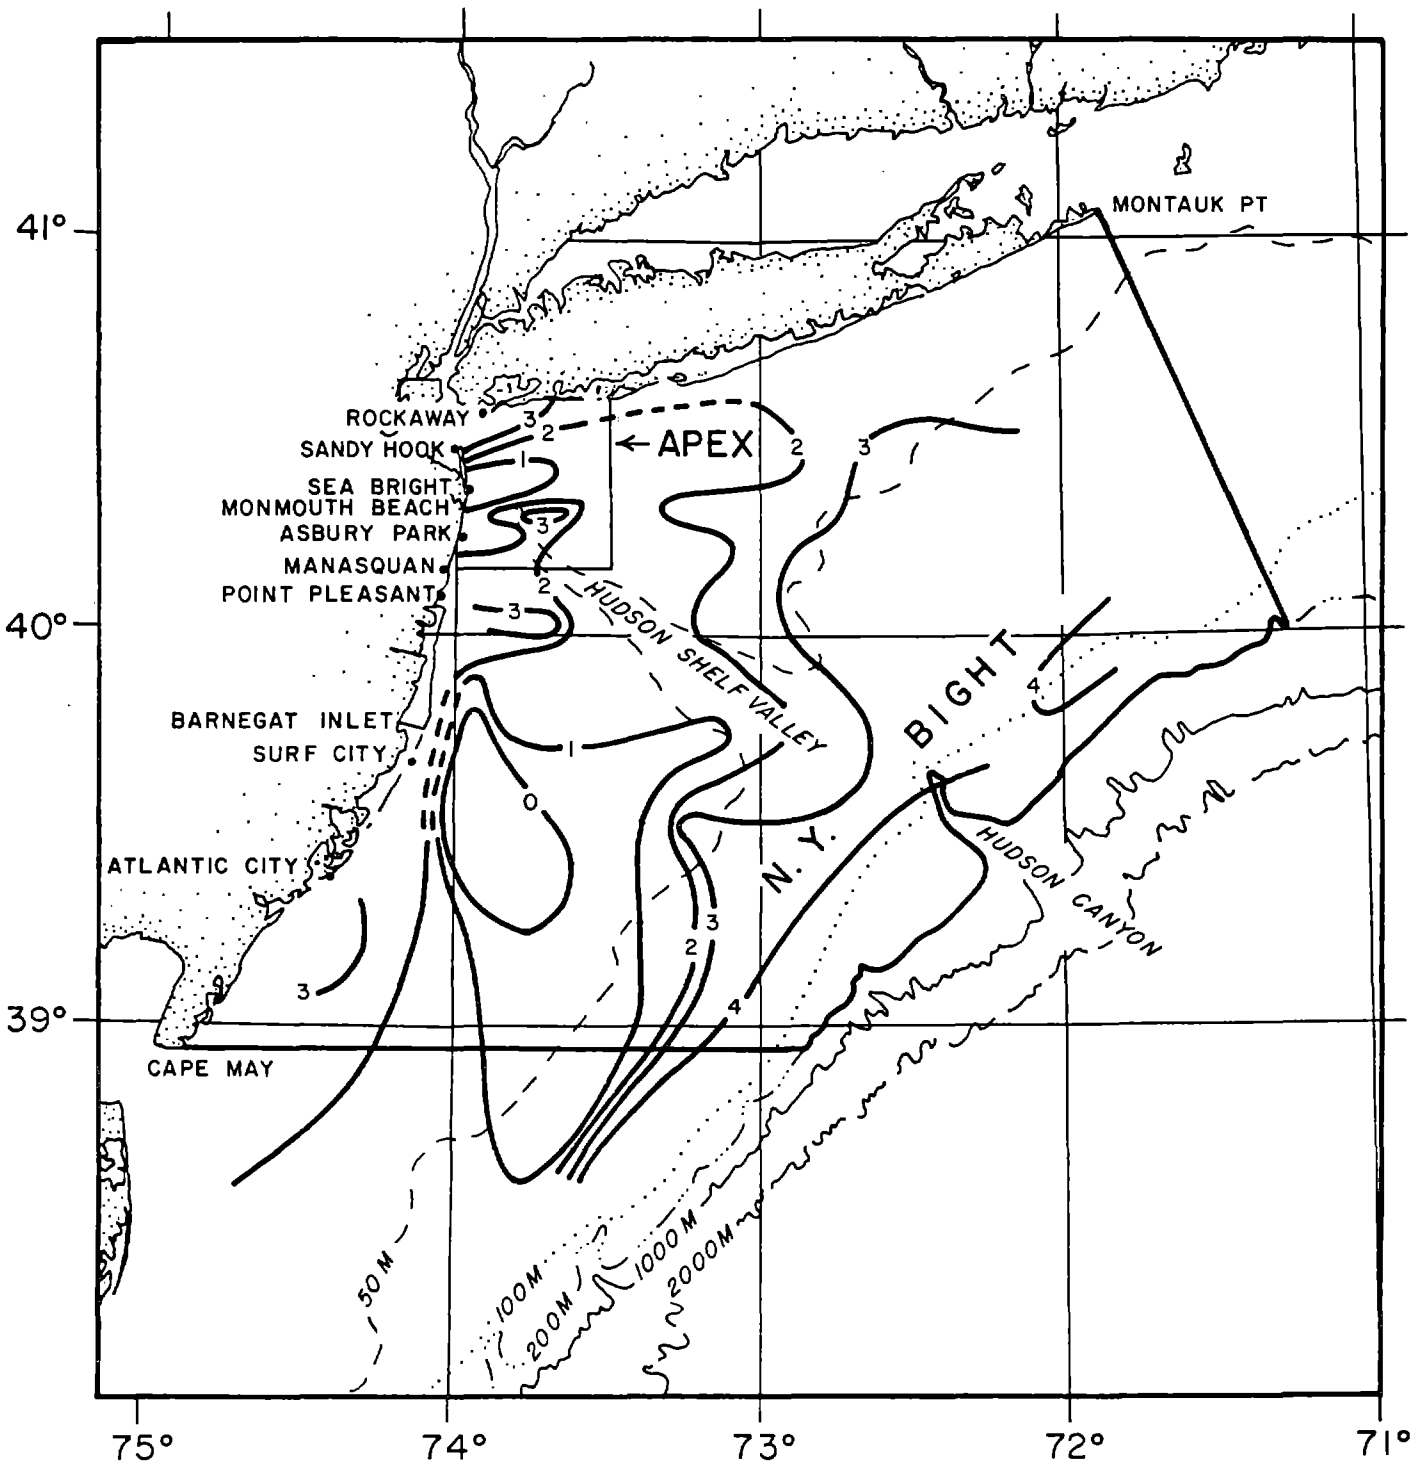 41°
40°
39°
75°
74°
73°
72°
71°
MONTAUK PT
ROCKAWAY
SANDY HOOK
SEA BRIGHT
MONMOUTH BEACH
ASBURY PARK
MANASQUAN
POINT PLEASANT
BARNEGAT INLET
SURF CITY
ATLANTIC CITY
CAPE MAY
← APEX
HUDSON SHELF VALLEY
N. Y. BIGHT
HUDSON CANYON
3
2
1
3
2
3
2
3
1
0
3
4
3
2
4
3
50 M
100M
200M
1000 M
2000M